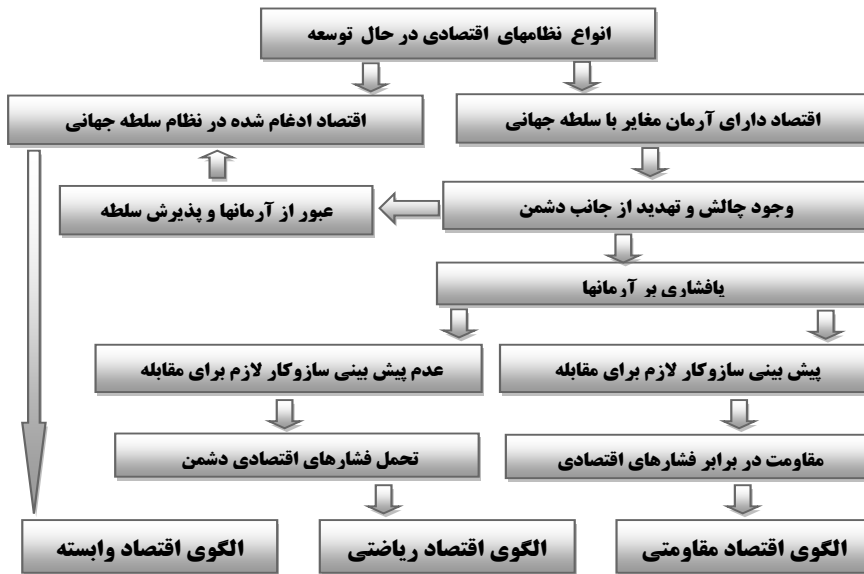 انواع نظامهای اقتصادی در حال توسعه
اقتصاد دارای آرمان مغایر با سلطه جهانی
اقتصاد ادغام شده در نظام سلطه جهانی
وجود چالش و تهدید از جانب دشمن
عبور از آرمانها و پذیرش سلطه
پافشاری بر آرمانها
پیش بینی سازوکار لازم برای مقابله
عدم پیش بینی سازوکار لازم برای مقابله
مقاومت در برابر فشارهای اقتصادی
تحمل فشارهای اقتصادی دشمن
الگوی اقتصاد مقاومتی
الگوی اقتصاد ریاضتی
الگوی اقتصاد وابسته